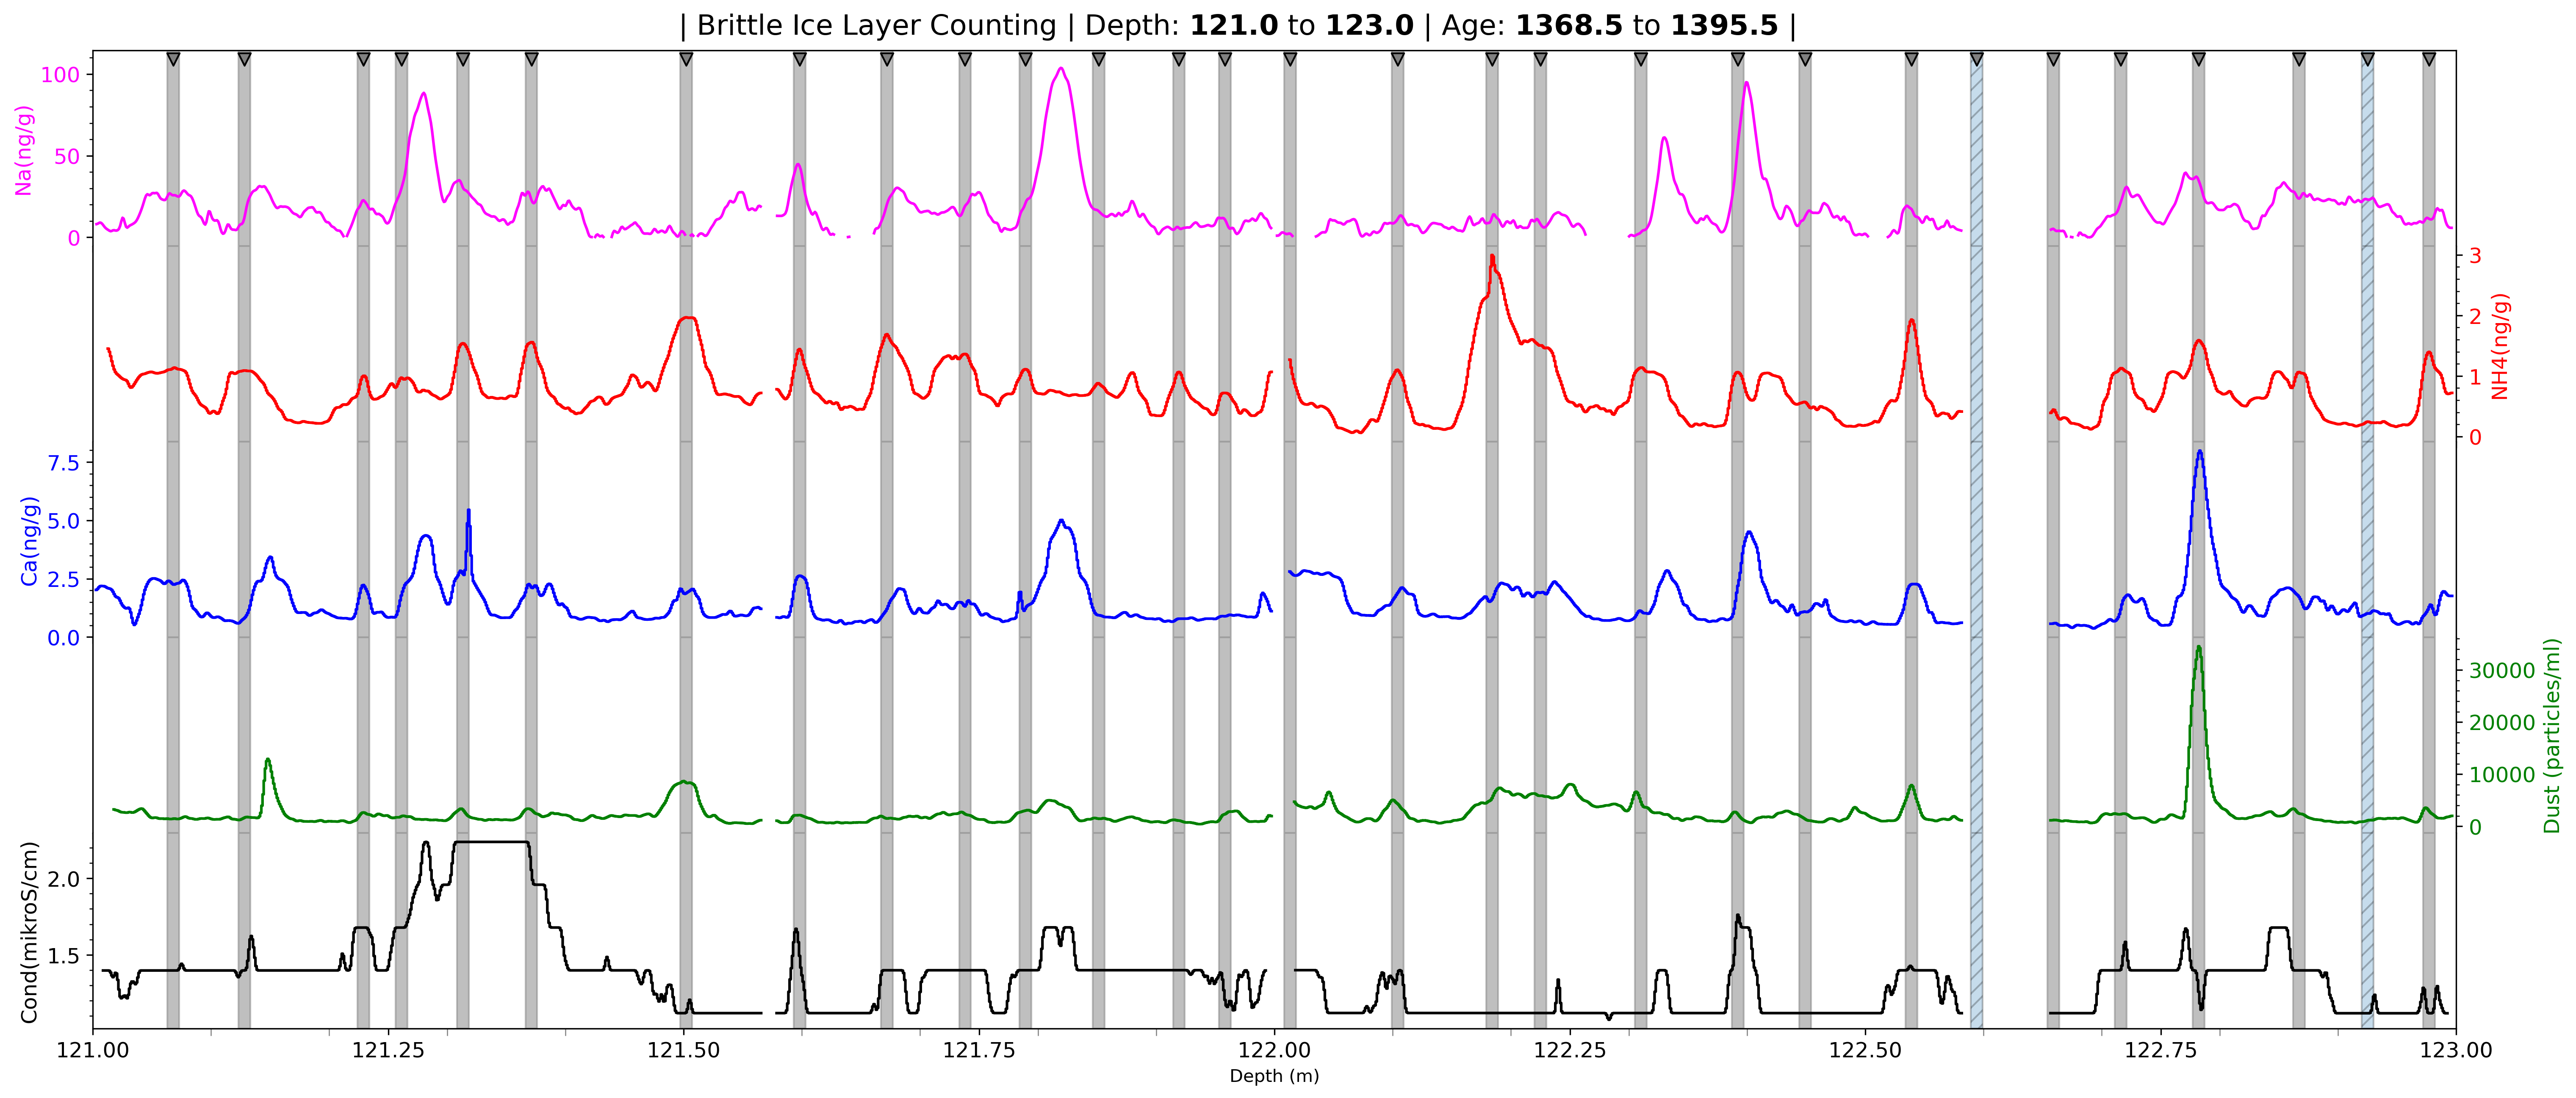 | Brittle Ice Layer Counting | Depth: 121.0 to 123.0 | Age: 1368.5 to 1395.5 |
100
50
0
Na(ng/g)
3
2
1
0
NH4(ng/g)
7.5
5.0
2.5
0.0
Ca(ng/g)
30000
20000
10000
0
Dust (particles/ml)
2.0
1.5
Cond(mikroS/cm)
121.00 121.25 121.50 121.75 122.00 122.25 122.50 122.75 123.00
Depth (m)